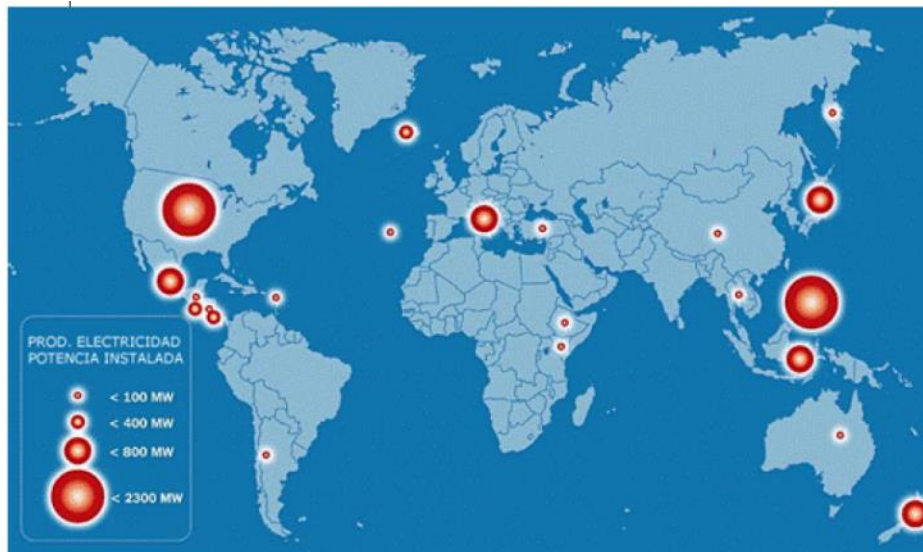 PROD. ELECTRICIDAD
POTENCIA INSTALADA
< 100 MW
< 400 MW
< 800 MW
< 2300 MW